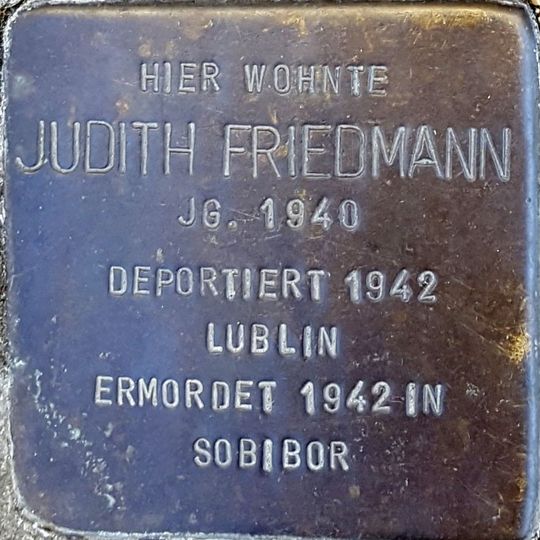 HIER WOHNTE
JUDITH FRIEDMANN
JG. 1940
DEPORTIERT 1942
LUBLIN
ERMORDET 1942 IN
SOBIBOR